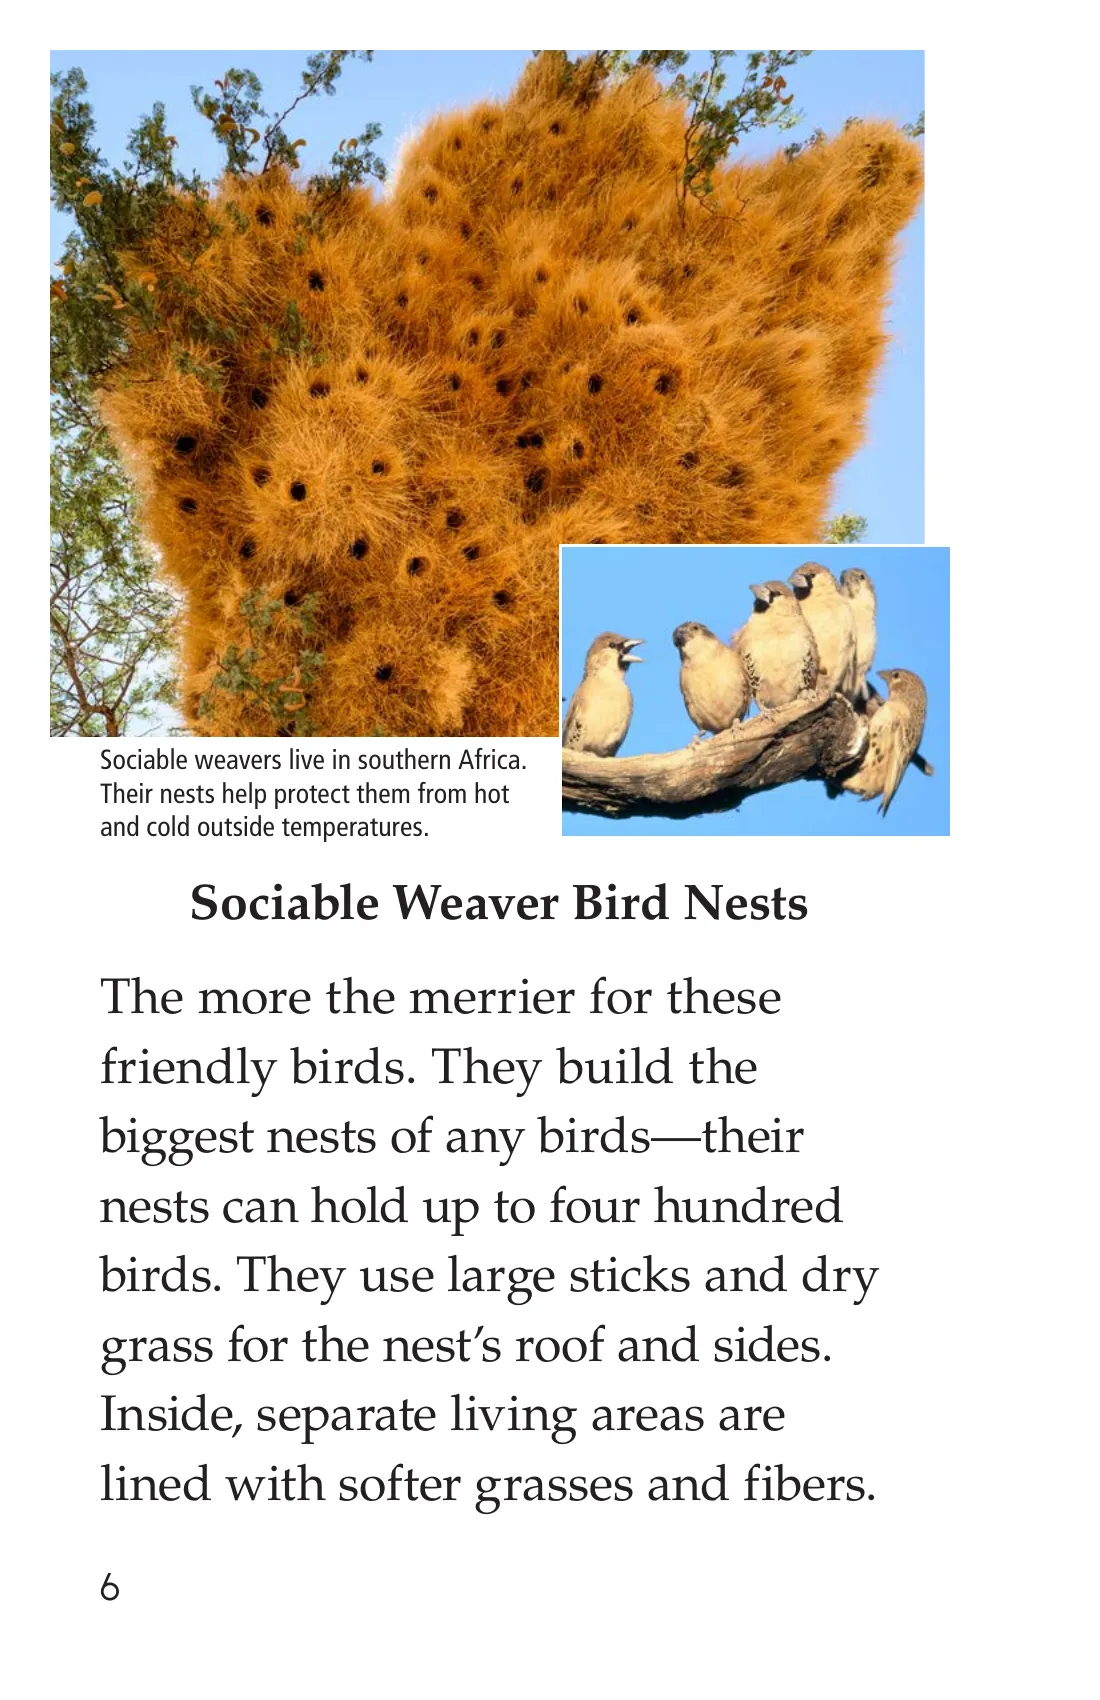 Sociable weavers live in southern Africa.
Their nests help protect them from hot
and cold outside temperatures.
Sociable Weaver Bird Nests
The more the merrier for these
friendly birds. They build the
biggest nests of any birds—their
nests can hold up to four hundred
birds. They use large sticks and dry
grass for the nest’s roof and sides.
Inside, separate living areas are
lined with softer grasses and fibers.
6